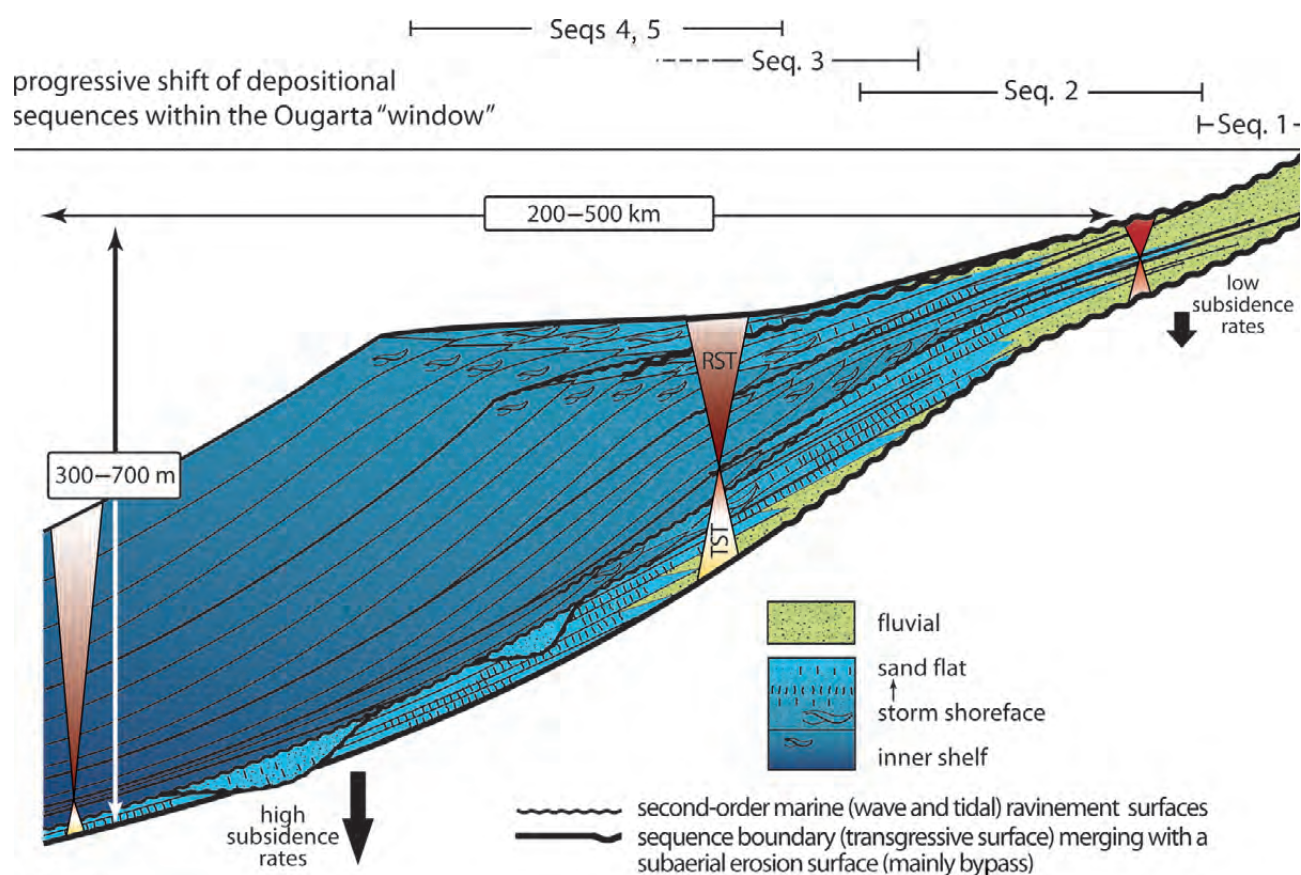 Seqs 4, 5
Seq. 3
progressive shift of depositional
sequences within the Ougarta “window”
Seq. 2
Seq. 1
200–500 km
low
subsidence
rates
RST
300–700 m
TST
fluvial
sand flat
storm shoreface
inner shelf
high
subsidence
rates
second-order marine (wave and tidal) ravinement surfaces
sequence boundary (transgressive surface) merging with a
subaerial erosion surface (mainly bypass)